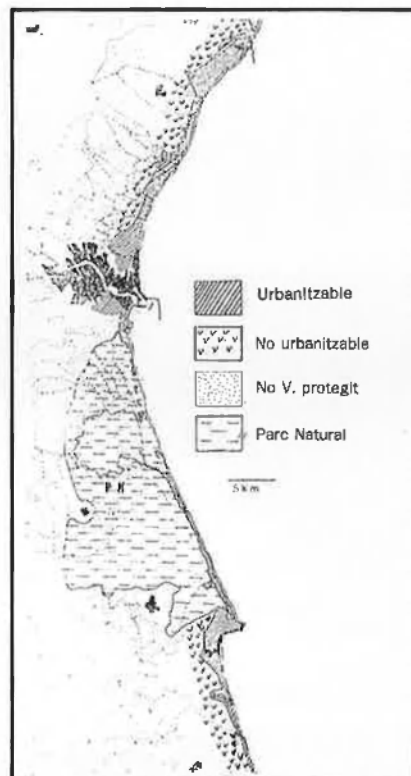 Urbanitzable
No urbanitzable
No V. protegit
Parc Natural
5 km
P N